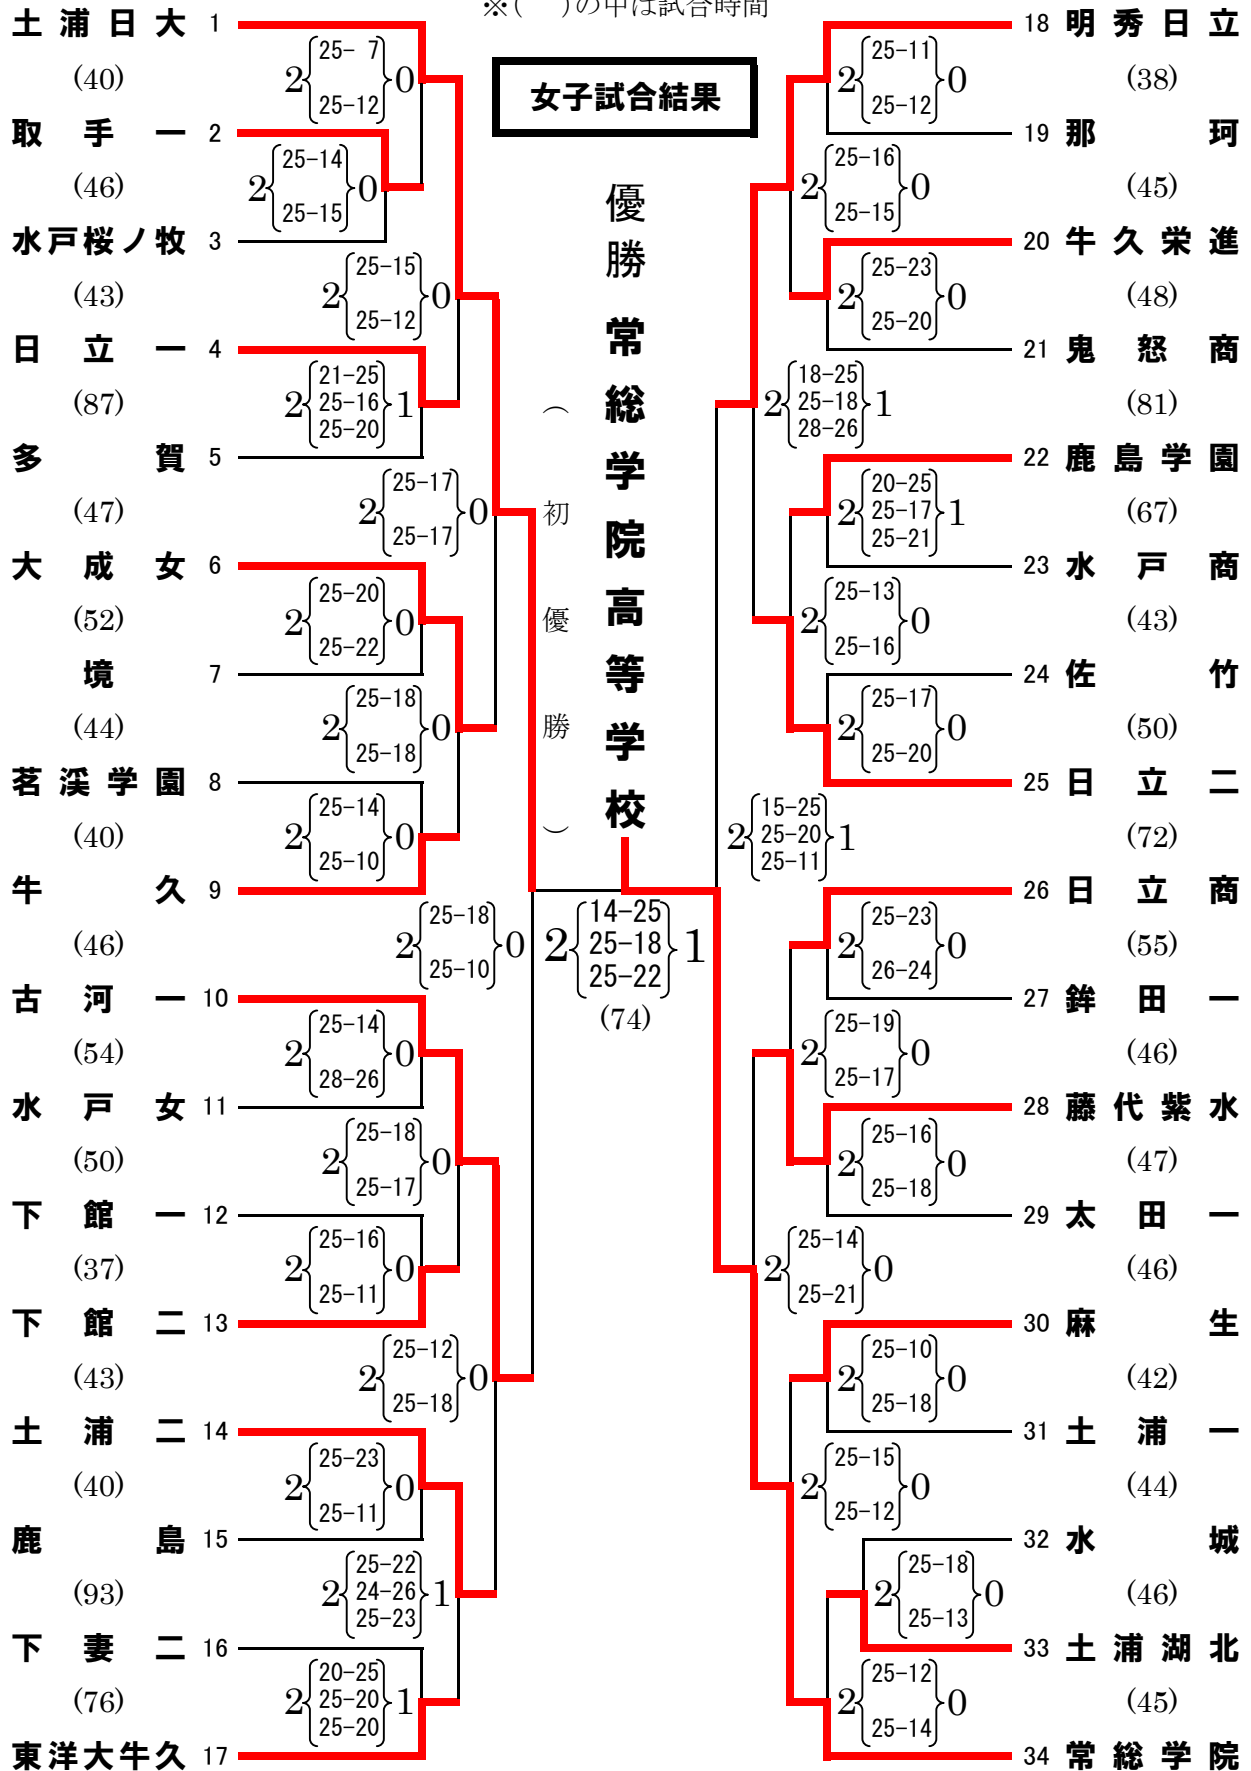 ※(　)の中は試合時間
女子試合結果
優勝
常総学院高等学校
（初優勝）
2 14-25 25-18 25-22 1
(74)
土浦日大 1
2 25- 7 25-12 0
(40)
取手一 2
2 25-14 25-15 0
(46)
水戸桜ノ牧 3
2 25-15 25-12 0
(43)
日立一 4
2 21-25 25-16 25-20 1
(87)
多賀 5
2 25-17 25-17 0
(47)
大成女 6
2 25-20 25-22 0
(52)
境 7
2 25-18 25-18 0
(44)
茗渓学園 8
2 25-14 25-10 0
(40)
牛久 9
2 25-18 25-10 0
(46)
古河一 10
2 25-14 28-26 0
(54)
水戸女 11
2 25-18 25-17 0
(50)
下館一 12
2 25-16 25-11 0
(37)
下館二 13
2 25-12 25-18 0
(43)
土浦二 14
2 25-23 25-11 0
(40)
鹿島 15
2 25-22 24-26 25-23 1
(93)
下妻二 16
2 20-25 25-20 25-20 1
(76)
東洋大牛久 17
18 明秀日立
2 25-11 25-12 0
(38)
19 那珂
2 25-16 25-15 0
(45)
20 牛久栄進
2 25-23 25-20 0
(48)
21 鬼怒商
2 18-25 25-18 28-26 1
(81)
22 鹿島学園
2 20-25 25-17 25-21 1
(67)
23 水戸商
2 25-13 25-16 0
(43)
24 佐竹
2 25-17 25-20 0
(50)
25 日立二
2 15-25 25-20 25-11 1
(72)
26 日立商
2 25-23 26-24 0
(55)
27 鉾田一
2 25-19 25-17 0
(46)
28 藤代紫水
2 25-16 25-18 0
(47)
29 太田一
2 25-14 25-21 0
(46)
30 麻生
2 25-10 25-18 0
(42)
31 土浦一
2 25-15 25-12 0
(44)
32 水城
2 25-18 25-13 0
(46)
33 土浦湖北
2 25-12 25-14 0
(45)
34 常総学院